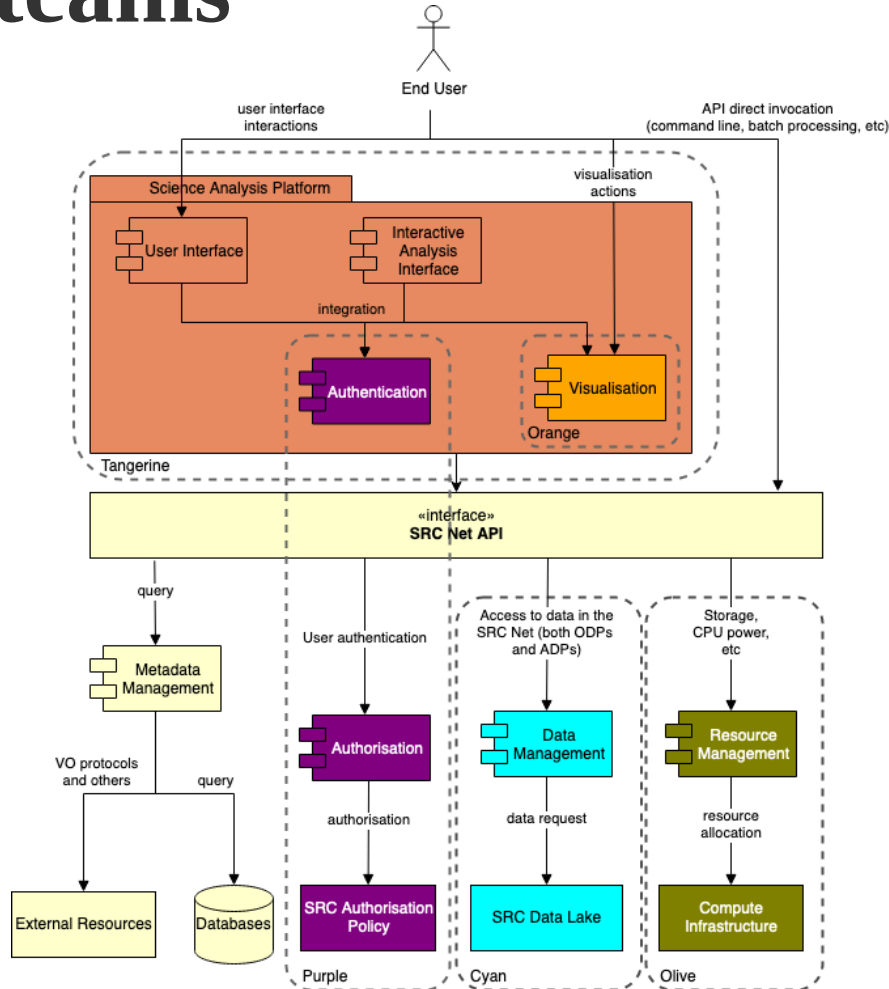 End User
user interface
interactions
API direct invocation
(command line, batch processing, etc)
visualisation
actions
Science Analysis Platform
User Interface
Interactive
Analysis
Interface
integration
Authentication
Visualisation
Orange
Tangerine
«interface»
SRC Net API
query
User authentication
Access to data in the
SRC Net (both ODPs
and ADPs)
Storage,
CPU power,
etc
Metadata
Management
Authorisation
Data
Management
Resource
Management
VO protocols
and others
query
authorisation
data request
resource
allocation
External Resources
Databases
SRC Authorisation
Policy
SRC Data Lake
Compute
Infrastructure
Purple
Cyan
Olive